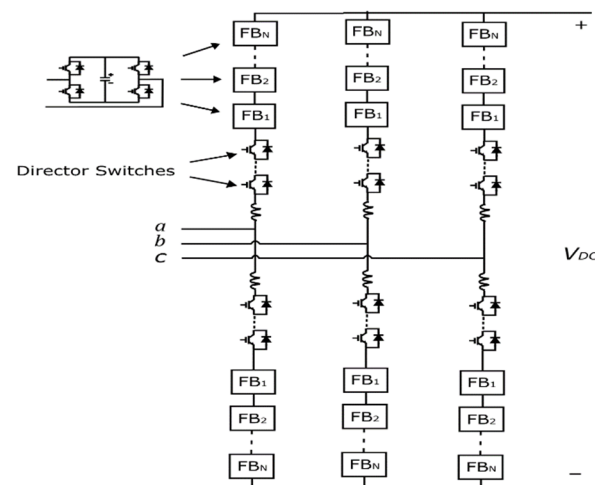 FBN FBN FBN
+
FB2 FB2 FB2
FB1 FB1 FB1
Director Switches
a
b
c
VDC
FB1 FB1 FB1
FB2 FB2 FB2
FBN FBN FBN
−